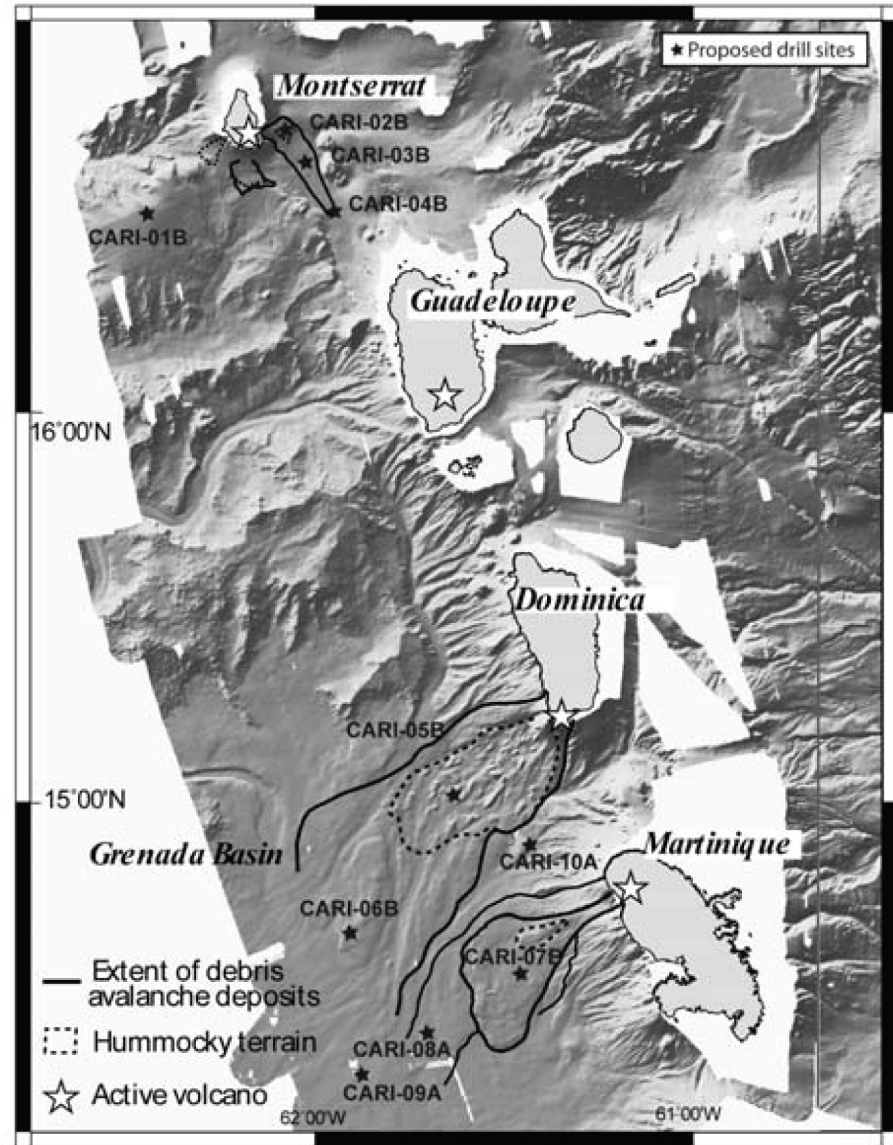 Proposed drill sites
Montserrat
CARI-02B
CARI-03B
CARI-04B
CARI-01B
Guadeloupe
16°00'N
Dominica
CARI-05B
15°00'N
Grenada Basin
CARI-10A
Martinique
CARI-06B
CARI-07B
Extent of debris
avalanche deposits
Hummocky terrain
CARI-08A
Active volcano
CARI-09A
62°00'W
61°00'W